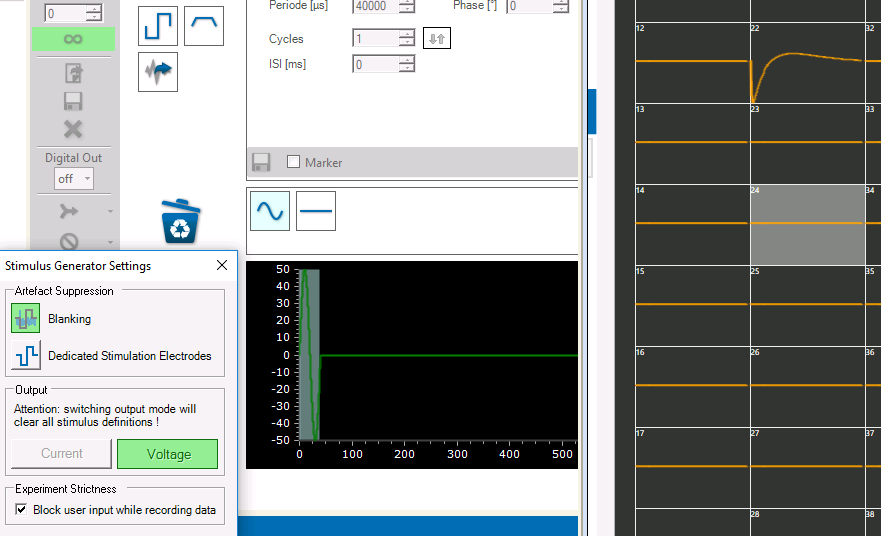 0
∞
Digital Out
off
Periode [µs]
40000
Phase [°]
0
Cycles
1
ISI [ms]
0
Marker
Stimulus Generator Settings
Artefact Suppression
Blanking
Dedicated Stimulation Electrodes
Output
Attention: switching output mode will
clear all stimulus definitions !
Current
Voltage
Experiment Strictness
Block user input while recording data
50
40
30
20
10
0
-10
-20
-30
-40
-50
0
100
200
300
400
500
12
22
32
13
23
33
14
24
34
15
25
35
16
26
36
17
27
37
28
38